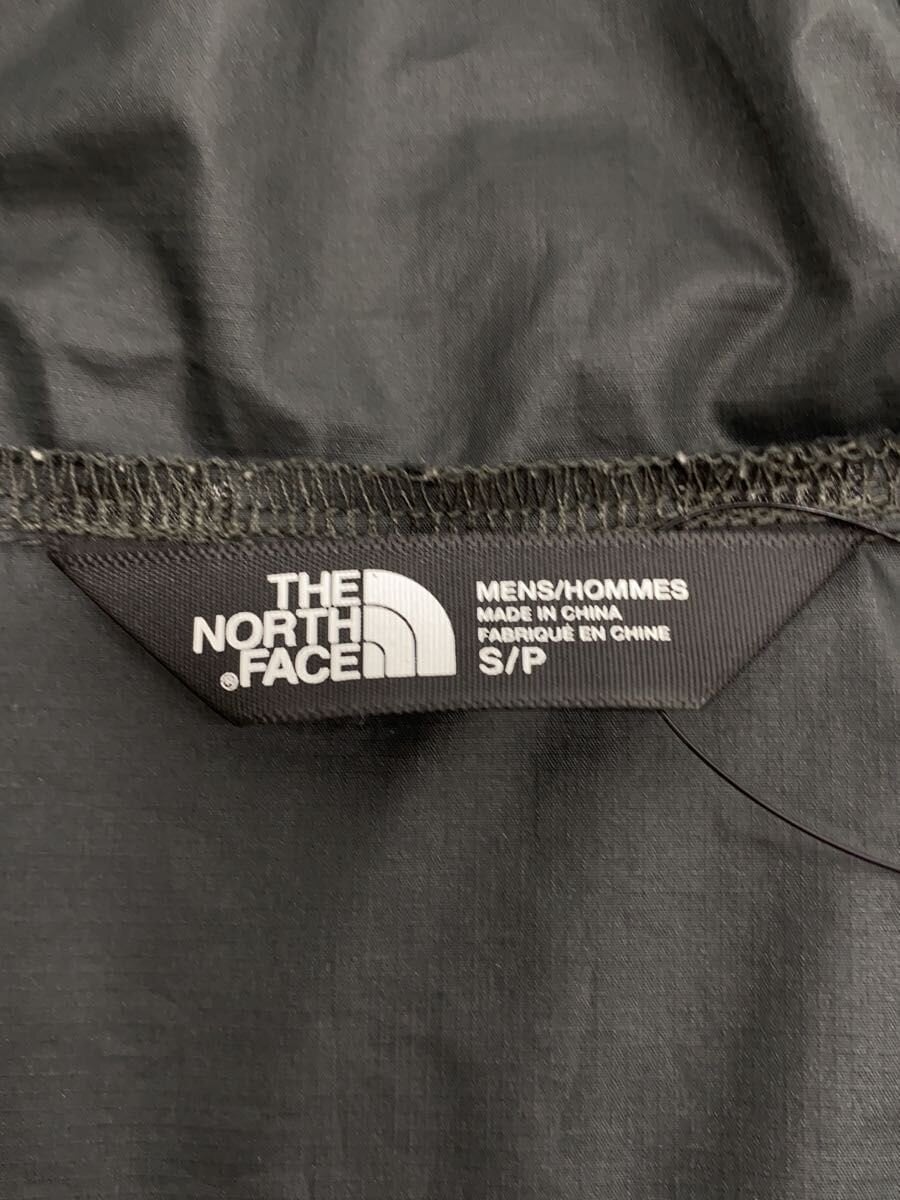 THE
NORTH
FACE
®
MENS/HOMMES
MADE IN CHINA
FABRIQUÉ EN CHINE
S/P